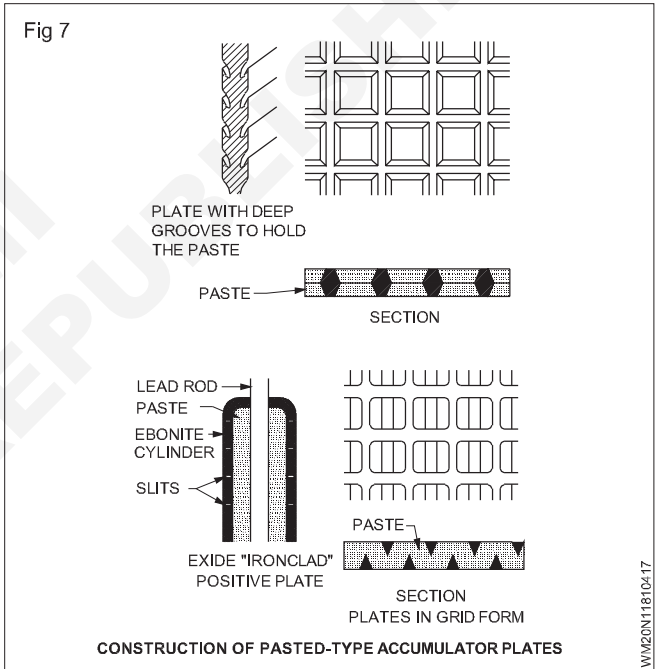 Fig 7
PLATE WITH DEEP
GROOVES TO HOLD
THE PASTE
PASTE
SECTION
LEAD ROD
PASTE
EBONITE
CYLINDER
SLITS
EXIDE "IRONCLAD"
POSITIVE PLATE
PASTE
SECTION
PLATES IN GRID FORM
CONSTRUCTION OF PASTED-TYPE ACCUMULATOR PLATES
WM20N11810417